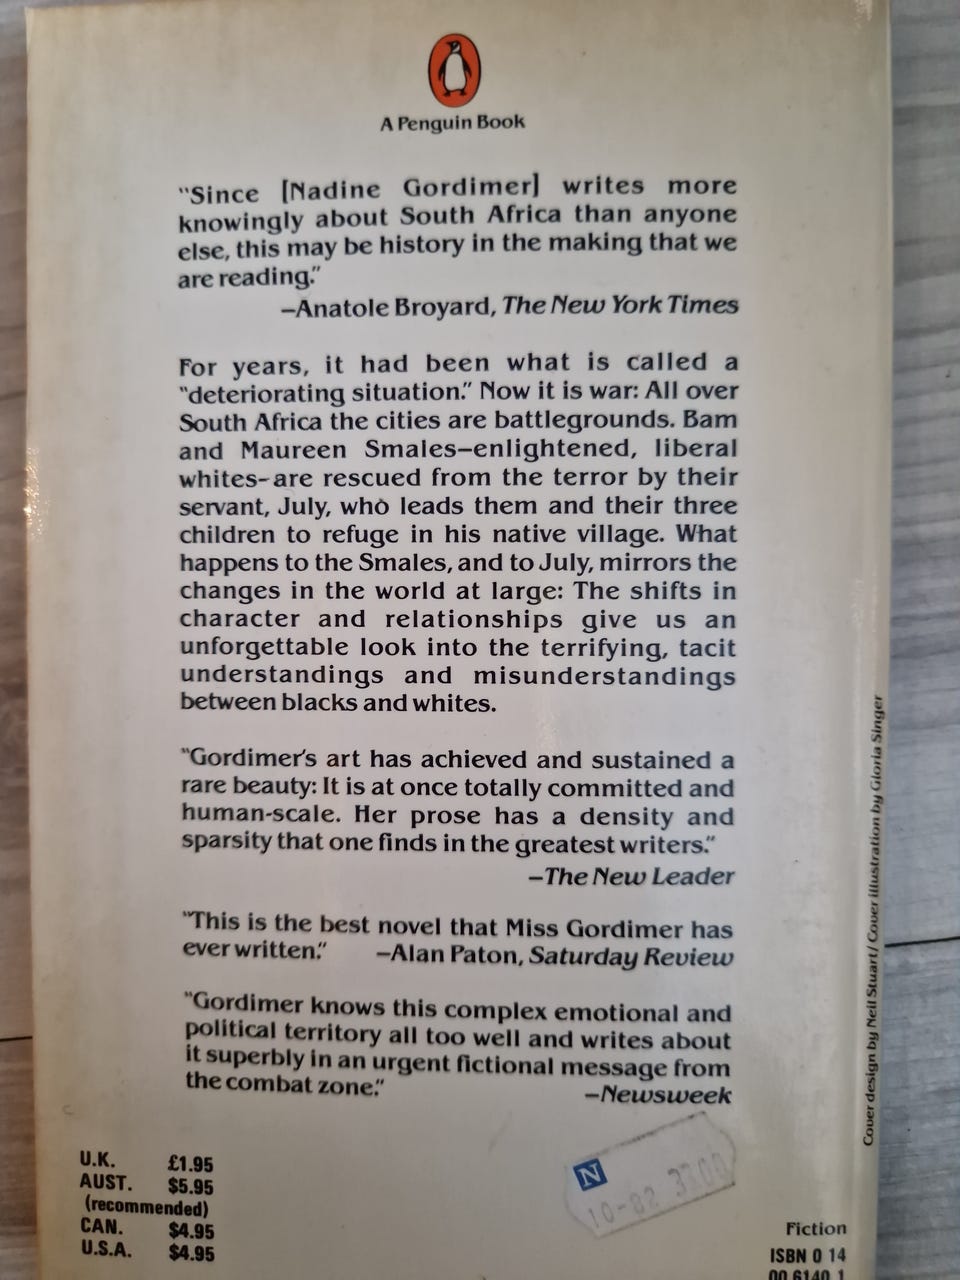 A Penguin Book
"Since [Nadine Gordimer] writes more
knowingly about South Africa than anyone
else, this may be history in the making that we
are reading."
–Anatole Broyard, The New York Times
For years, it had been what is called a
"deteriorating situation." Now it is war: All over
South Africa the cities are battlegrounds. Bam
and Maureen Smales–enlightened, liberal
whites–are rescued from the terror by their
servant, July, who leads them and their three
children to refuge in his native village. What
happens to the Smales, and to July, mirrors the
changes in the world at large: The shifts in
character and relationships give us an
unforgettable look into the terrifying, tacit
understandings and misunderstandings
between blacks and whites.
"Gordimer's art has achieved and sustained a
rare beauty: It is at once totally committed and
human-scale. Her prose has a density and
sparsity that one finds in the greatest writers."
–The New Leader
"This is the best novel that Miss Gordimer has
ever written." –Alan Paton, Saturday Review
"Gordimer knows this complex emotional and
political territory all too well and writes about
it superbly in an urgent fictional message from
the combat zone."
–Newsweek
Cover design by Neil Stuart/Cover illustration by Gloria Singer
U.K. £1.95
AUST. $5.95
(recommended)
CAN. $4.95
U.S.A. $4.95
N
10-82
Fiction
ISBN 0 14
00.6140 1